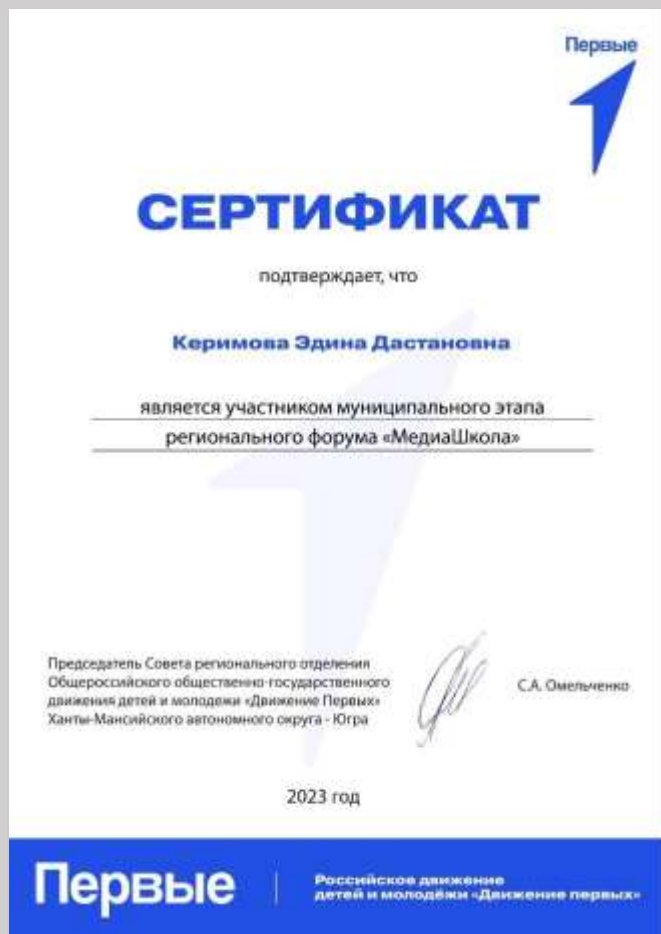 Первые
СЕРТИФИКАТ
подтверждает, что
Керимова Эдина Дастановна
является участником муниципального этапа
регионального форума «МедиаШкола»
Председатель Совета регионального отделения
Общероссийского общественно-государственного
движения детей и молодежи «Движение Первых»
Ханты-Мансийского автономного округа - Югра
С.А. Омельченко
2023 год
Первые
Российское движение
детей и молодёжи «Движение первых»